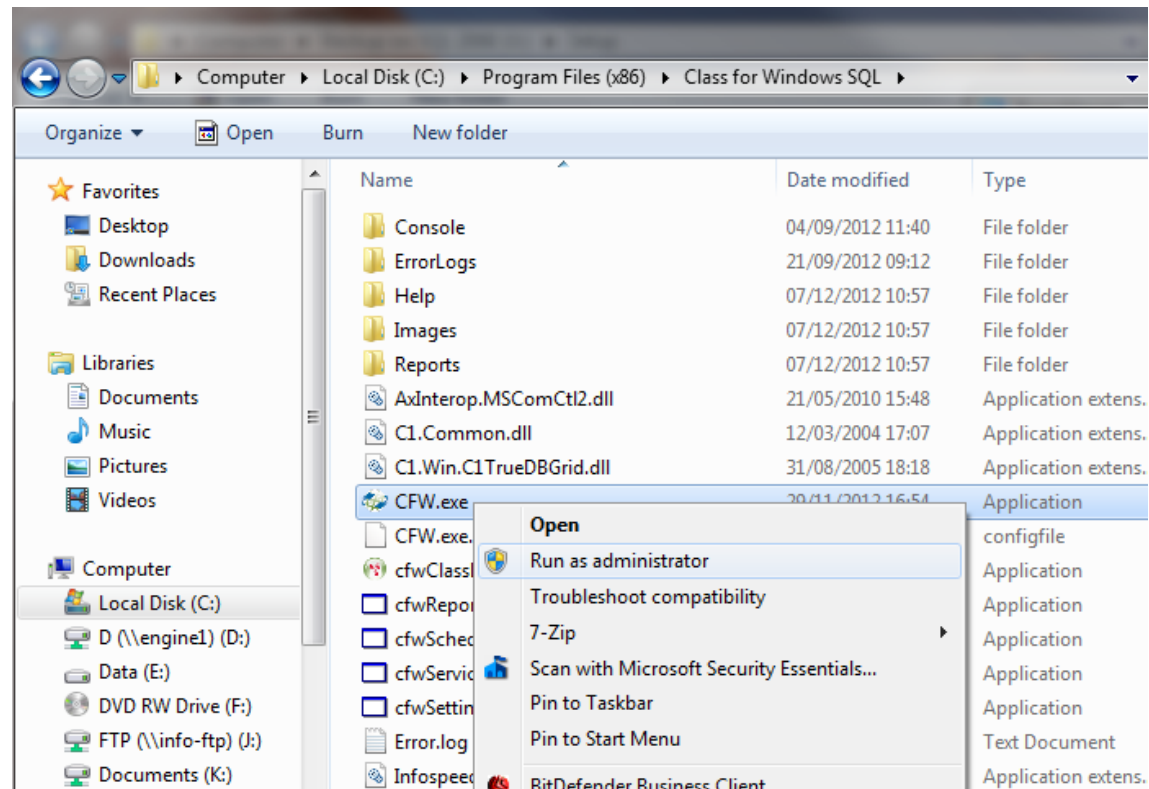 Computer Local Disk (C:) Program Files (x86) Class for Windows SQL
Organize Open Burn New folder
Favorites
Desktop
Downloads
Recent Places
Libraries
Documents
Music
Pictures
Videos
Computer
Local Disk (C:)
D (\\engine1) (D:)
Data (E:)
DVD RW Drive (F:)
FTP (\\info-ftp) (J:)
Documents (K:)
Name Date modified Type
Console 04/09/2012 11:40 File folder
ErrorLogs 21/09/2012 09:12 File folder
Help 07/12/2012 10:57 File folder
Images 07/12/2012 10:57 File folder
Reports 07/12/2012 10:57 File folder
AxInterop.MSComCtl2.dll 21/05/2010 15:48 Application extens.
C1.Common.dll 12/03/2004 17:07 Application extens.
C1.Win.C1TrueDBGrid.dll 31/08/2005 18:18 Application extens.
CFW.exe 29/11/2012 16:54 Application
CFW.exe. configfile
cfwClass Application
cfwRepor Application
cfwSched Application
cfwServic Application
cfwSettin Application
Error.log Text Document
Infospeed Application extens.
Open
Run as administrator
Troubleshoot compatibility
7-Zip
Scan with Microsoft Security Essentials...
Pin to Taskbar
Pin to Start Menu
BitDefender Business Client